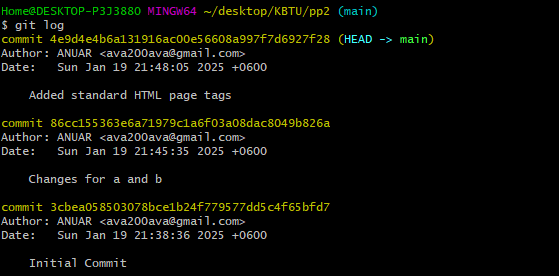 Home@DESKTOP-P3J388O MINGW64 ~/desktop/KBTU/pp2 (main)
$ git log
commit 4e9d4e4b6a131916ac00e56608a997f7d6927f28 (HEAD -> main)
Author: ANUAR <ava200ava@gmail.com>
Date:   Sun Jan 19 21:48:05 2025 +0600
    Added standard HTML page tags
commit 86cc155363e6a71979c1a6f03a08dac8049b826a
Author: ANUAR <ava200ava@gmail.com>
Date:   Sun Jan 19 21:45:35 2025 +0600
    Changes for a and b
commit 3cbea058503078bce1b24f779577dd5c4f65bfd7
Author: ANUAR <ava200ava@gmail.com>
Date:   Sun Jan 19 21:38:36 2025 +0600
    Initial Commit